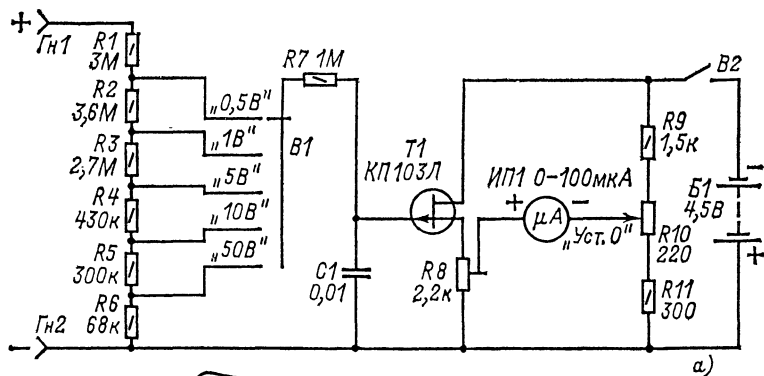 +
Гн1
R1
3М
R2
3,6М
R3
2,7М
R4
430к
R5
300к
R6
68к
Гн2
−
„0,5В"
„1В"
„5В"
„10В"
„50В"
В1
R7 1М
С1
0,01
Т1
КП103Л
R8
2,2к
ИП1 0-100мкА
+
μА
−
„Уст.0"
R9
1,5к
R10
220
R11
300
В2
−
Б1
4,5В
+
а)